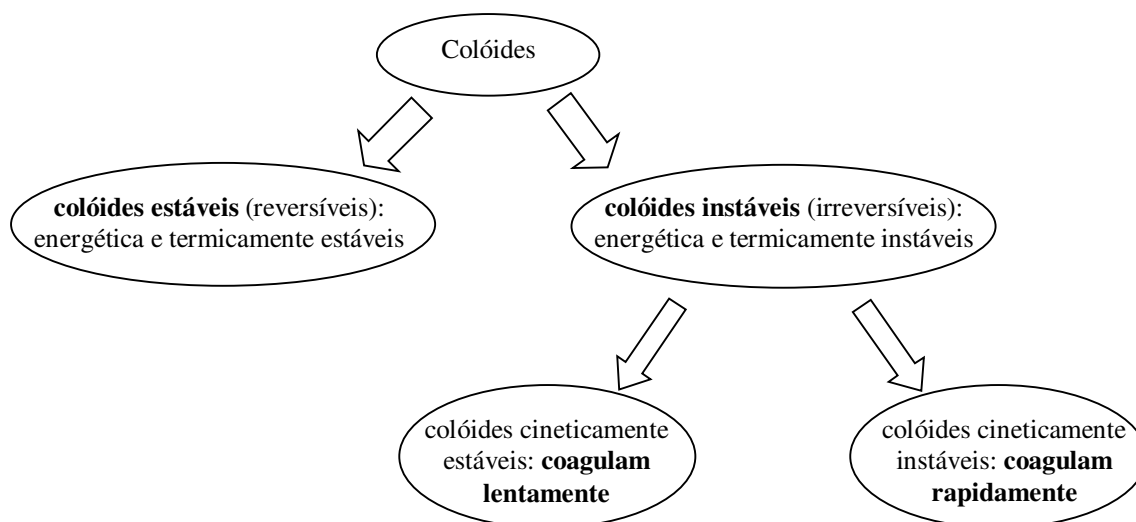 Colóides
colóides estáveis (reversíveis):
energética e termicamente estáveis
colóides instáveis (irreversíveis):
energética e termicamente instáveis
colóides cineticamente
estáveis: coagulam
lentamente
colóides cineticamente
instáveis: coagulam
rapidamente